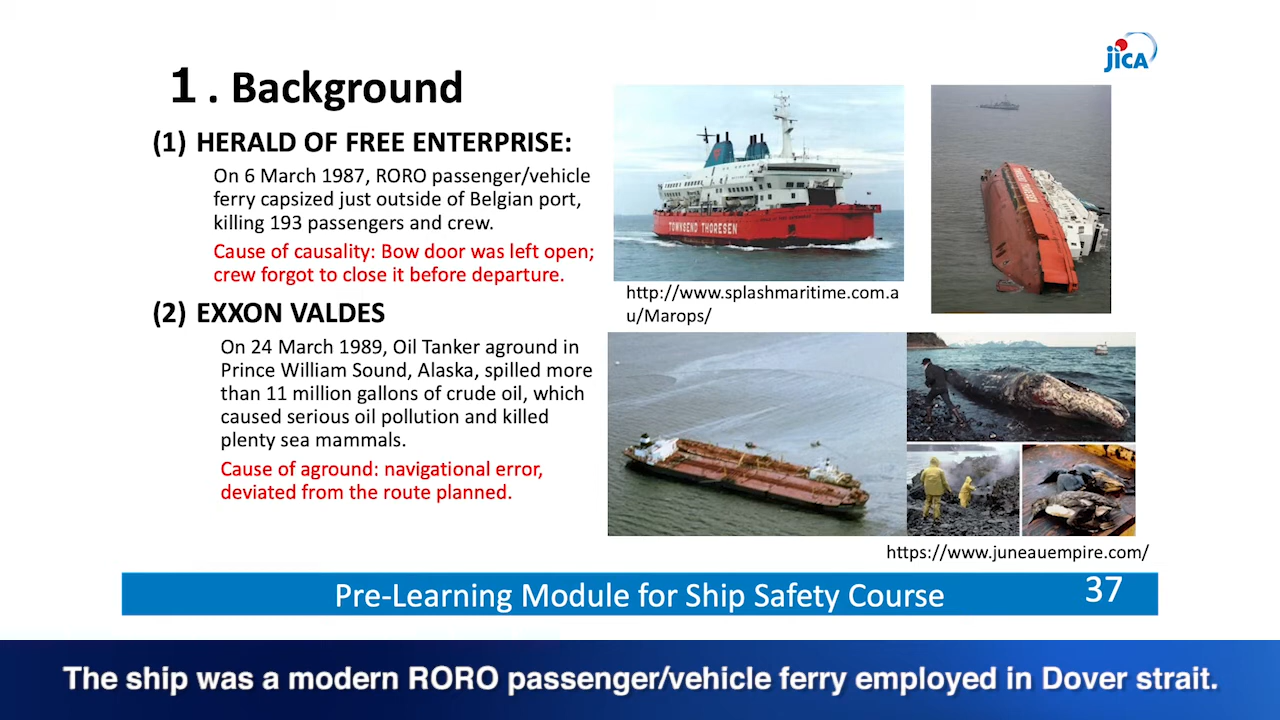 JICA
1 . Background
(1) HERALD OF FREE ENTERPRISE:
On 6 March 1987, RORO passenger/vehicle
ferry capsized just outside of Belgian port,
killing 193 passengers and crew.
Cause of causality: Bow door was left open;
crew forgot to close it before departure.
(2) EXXON VALDES
On 24 March 1989, Oil Tanker aground in
Prince William Sound, Alaska, spilled more
than 11 million gallons of crude oil, which
caused serious oil pollution and killed
plenty sea mammals.
Cause of aground: navigational error,
deviated from the route planned.
TOWNSEND THORESEN
http://www.splashmaritime.com.a
u/Marops/
https://www.juneauempire.com/
Pre-Learning Module for Ship Safety Course
37
The ship was a modern RORO passenger/vehicle ferry employed in Dover strait.